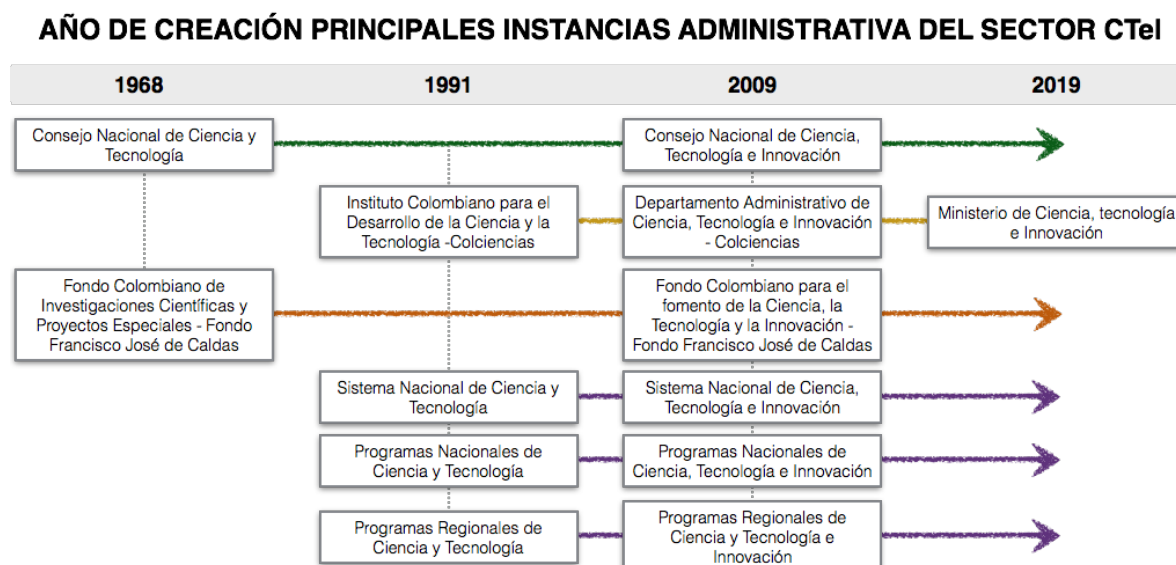 AÑO DE CREACIÓN PRINCIPALES INSTANCIAS ADMINISTRATIVA DEL SECTOR CTeI
1968 1991 2009 2019
Consejo Nacional de Ciencia y
Tecnología
Consejo Nacional de Ciencia,
Tecnología e Innovación
Instituto Colombiano para el
Desarrollo de la Ciencia y la
Tecnología -Colciencias
Departamento Administrativo de
Ciencia, Tecnología e Innovación
- Colciencias
Ministerio de Ciencia, tecnología
e Innovación
Fondo Colombiano de
Investigaciones Científicas y
Proyectos Especiales - Fondo
Francisco José de Caldas
Fondo Colombiano para el
fomento de la Ciencia, la
Tecnología y la Innovación -
Fondo Francisco José de Caldas
Sistema Nacional de Ciencia y
Tecnología
Sistema Nacional de Ciencia,
Tecnología e Innovación
Programas Nacionales de
Ciencia y Tecnología
Programas Nacionales de
Ciencia, Tecnología e Innovación
Programas Regionales de
Ciencia y Tecnología
Programas Regionales de
Ciencia y Tecnología e
Innovación